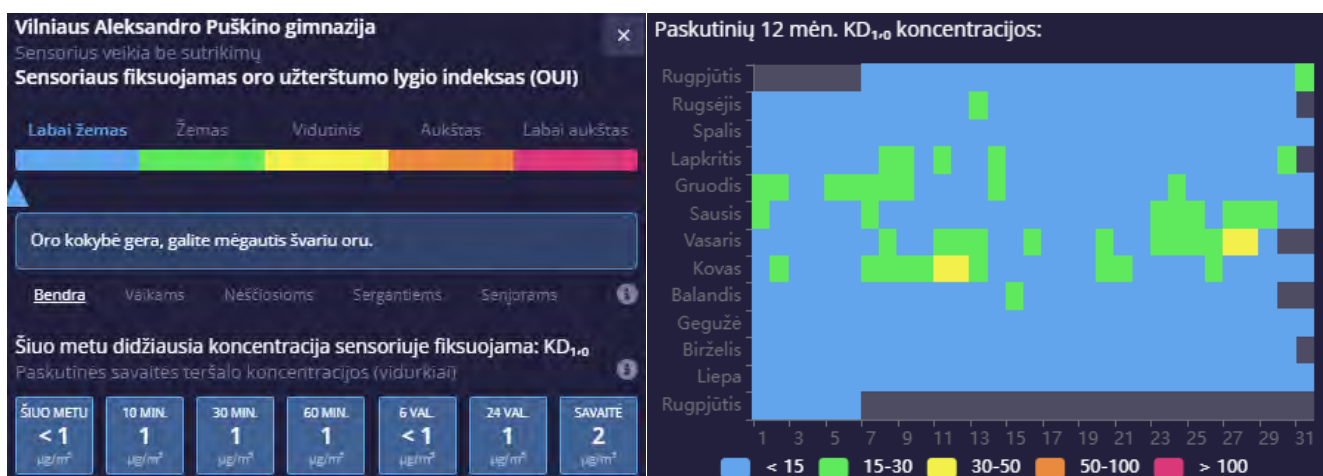 Vilniaus Aleksandro Puškino gimnazija
×
Sensorius veikia be sutrikimų
Sensoriaus fiksuojamas oro užterštumo lygio indeksas (OUI)
Labai žemas Žemas Vidutinis Aukštas Labai aukštas
Oro kokybė gera, galite mėgautis švariu oru.
Bendra Vaikams Nėščiosioms Sergantiems Senjorams i
Šiuo metu didžiausia koncentracija sensoriuje fiksuojama: KD₁,₀
Paskutinės savaitės teršalo koncentracijos (vidurkiai) i
ŠIUO METU 10 MIN. 30 MIN. 60 MIN. 6 VAL. 24 VAL. SAVAITĖ
< 1 1 1 1 < 1 1 2
µg/m³ µg/m³ µg/m³ µg/m³ µg/m³ µg/m³ µg/m³
Paskutinių 12 mėn. KD₁,₀ koncentracijos:
Rugpjūtis
Rugsėjis
Spalis
Lapkritis
Gruodis
Sausis
Vasaris
Kovas
Balandis
Gegužė
Birželis
Liepa
Rugpjūtis
1 3 5 7 9 11 13 15 17 19 21 23 25 27 29 31
< 15 15-30 30-50 50-100 > 100